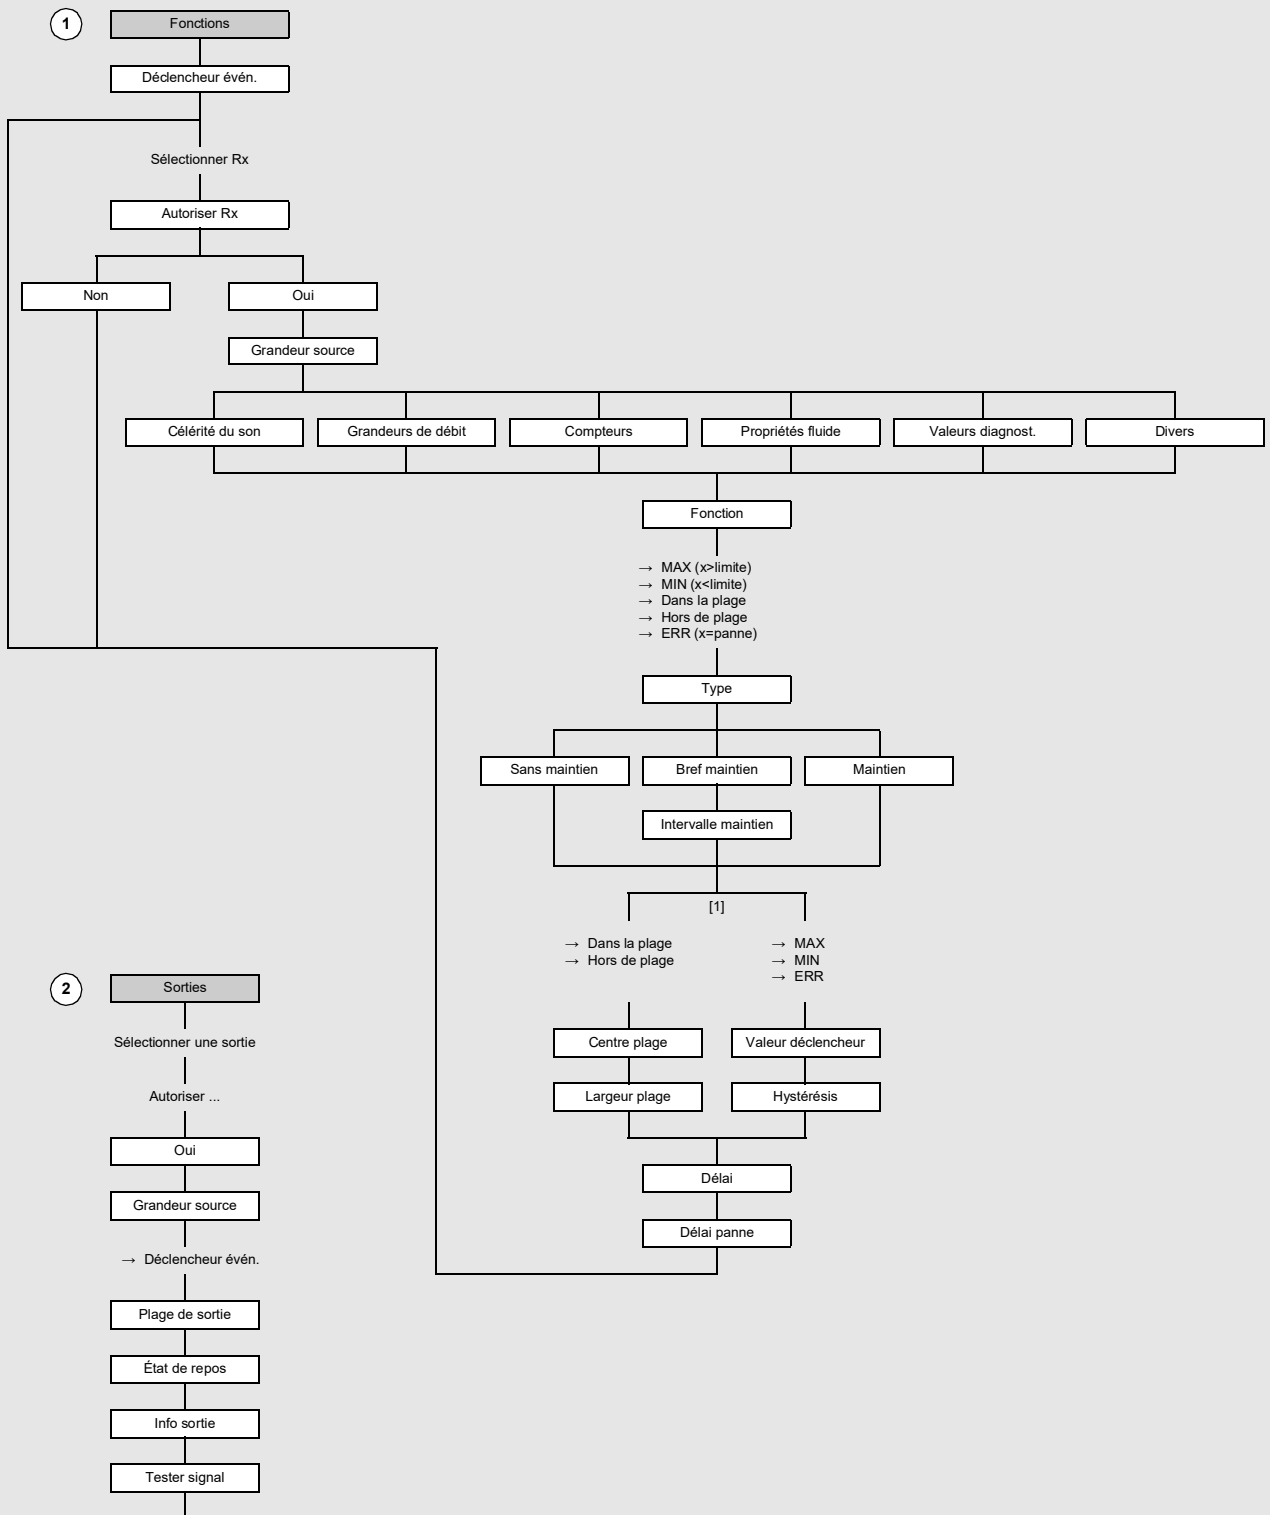 1
Fonctions
Déclencheur évén.
Sélectionner Rx
Autoriser Rx
Non
Oui
Grandeur source
Célérité du son
Grandeurs de débit
Compteurs
Propriétés fluide
Valeurs diagnost.
Divers
Fonction
→ MAX (x>limite)
→ MIN (x<limite)
→ Dans la plage
→ Hors de plage
→ ERR (x=panne)
Type
Sans maintien
Bref maintien
Maintien
Intervalle maintien
[1]
→ Dans la plage
→ Hors de plage
→ MAX
→ MIN
→ ERR
Centre plage
Valeur déclencheur
Largeur plage
Hystérésis
Délai
Délai panne
2
Sorties
Sélectionner une sortie
Autoriser ...
Oui
Grandeur source
→ Déclencheur évén.
Plage de sortie
État de repos
Info sortie
Tester signal